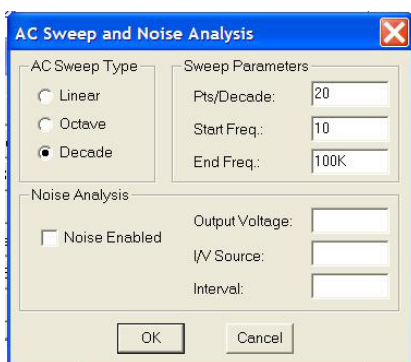 AC Sweep and Noise Analysis
AC Sweep Type
Linear
Octave
Decade
Sweep Parameters
Pts/Decade: 20
Start Freq.: 10
End Freq.: 100K
Noise Analysis
Noise Enabled
Output Voltage:
I/V Source:
Interval:
OK
Cancel